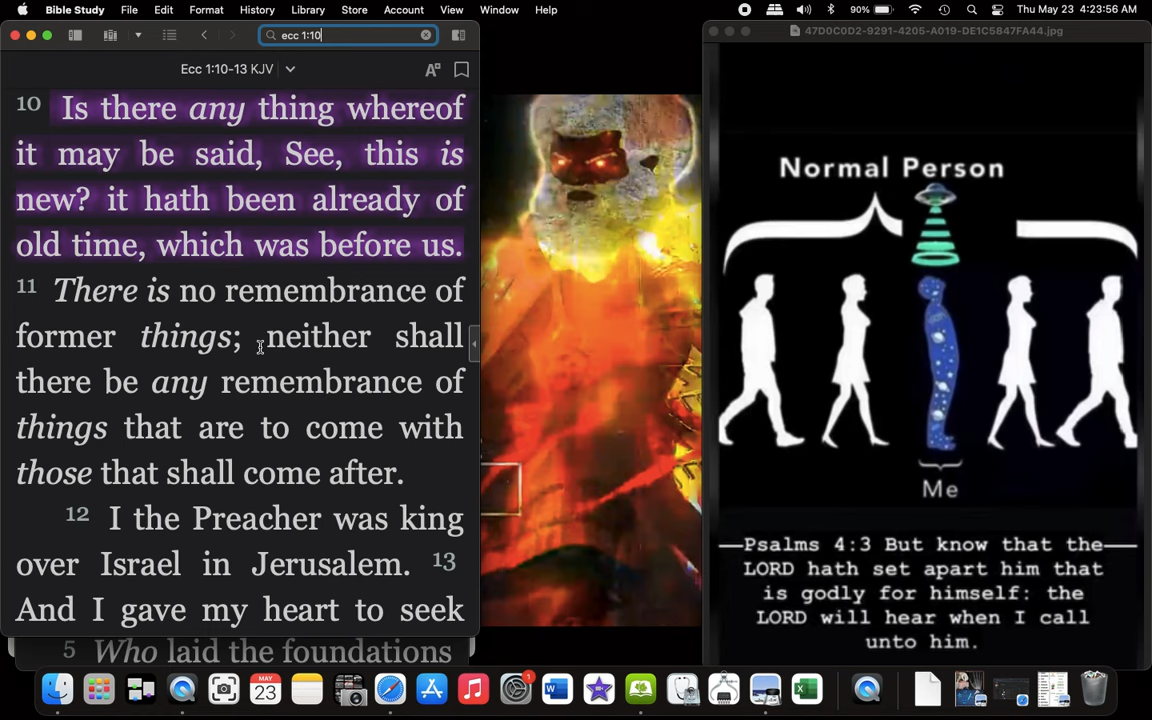 Bible Study File Edit Format History Library Store Account View Window Help 90% Thu May 23 4:23:56 AM
ecc 1:10
47D0C0D2-9291-4205-A019-DE1C5847FA44.jpg
Ecc 1:10-13 KJV
10 Is there any thing whereof
it may be said, See, this is
new? it hath been already of
old time, which was before us.
11 There is no remembrance of
former things; neither shall
there be any remembrance of
things that are to come with
those that shall come after.
12 I the Preacher was king
over Israel in Jerusalem. 13
And I gave my heart to seek
5 Who laid the foundations
Normal Person
Me
Psalms 4:3 But know that the
LORD hath set apart him that
is godly for himself: the
LORD will hear when I call
unto him.
MAY
23
1